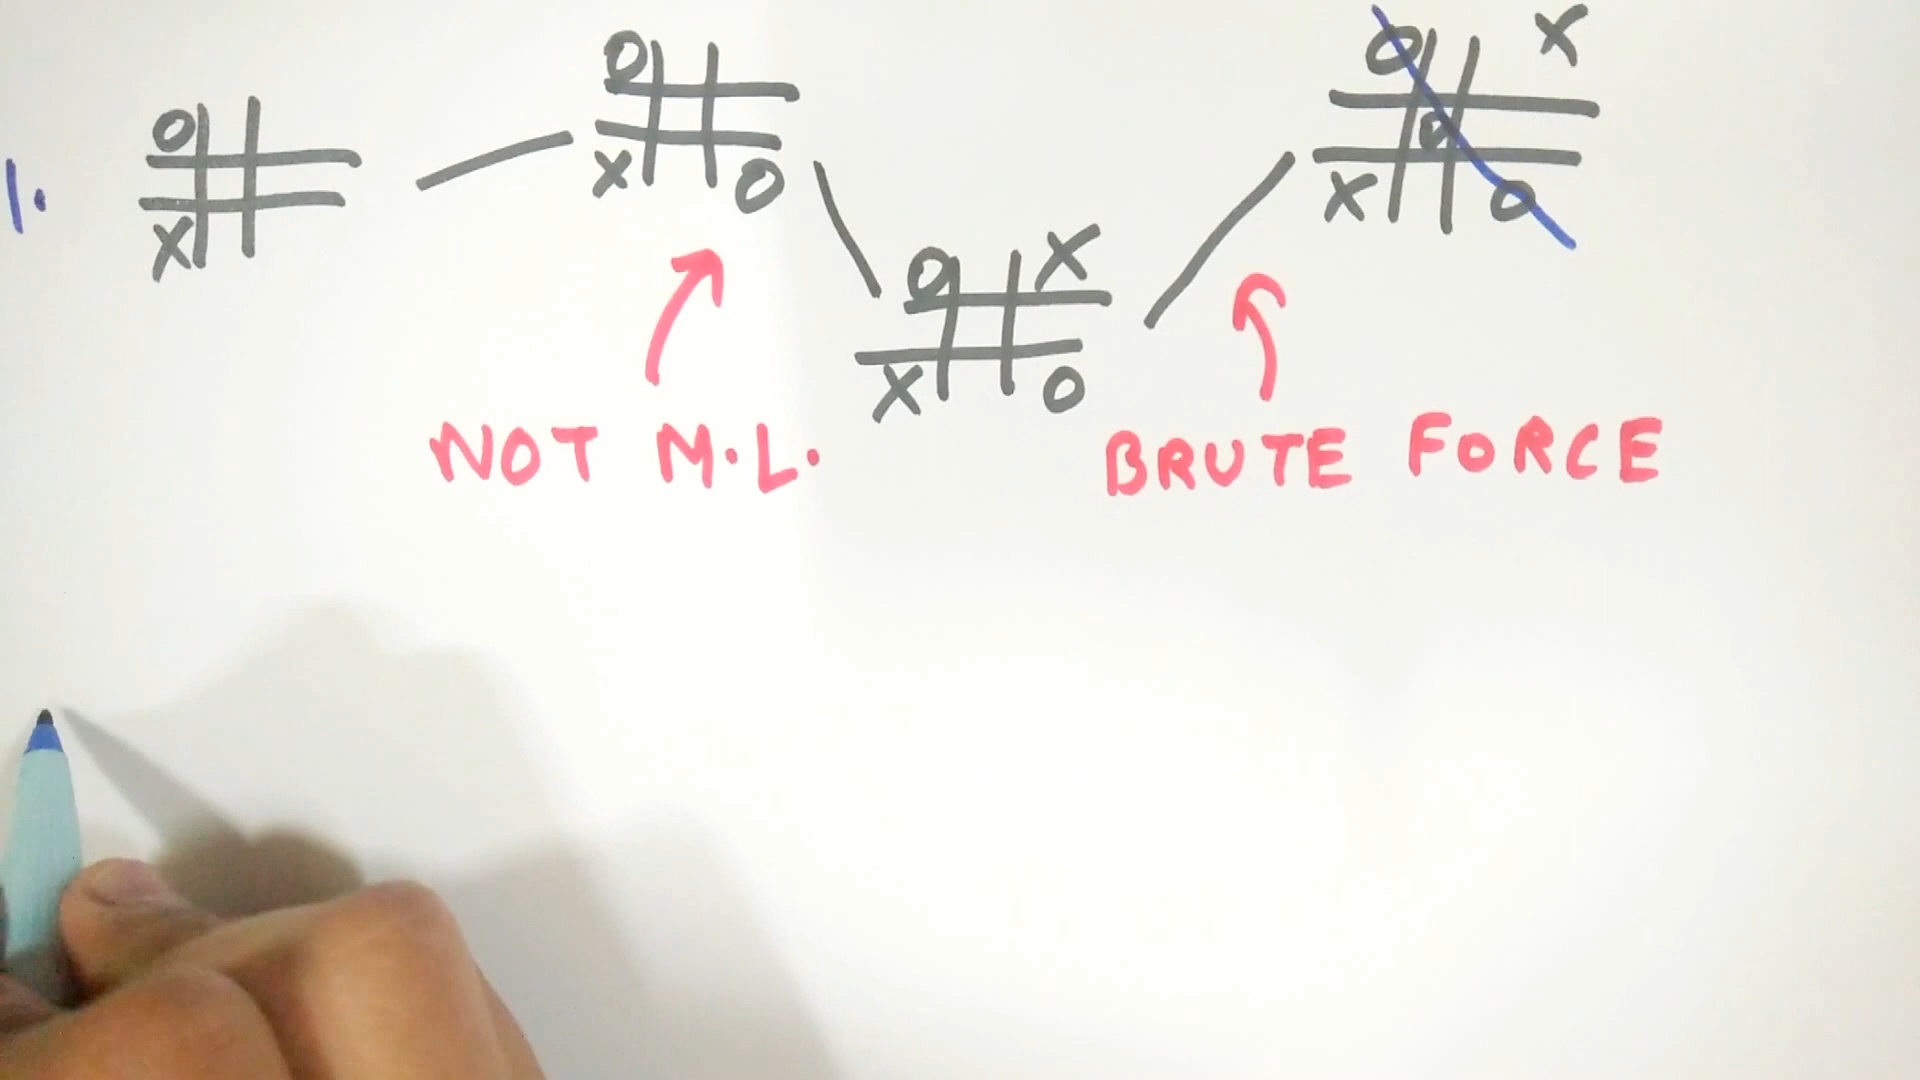 1.
O
X
O
X O
O X
X O
O X
O
X O
NOT M.L.
BRUTE FORCE